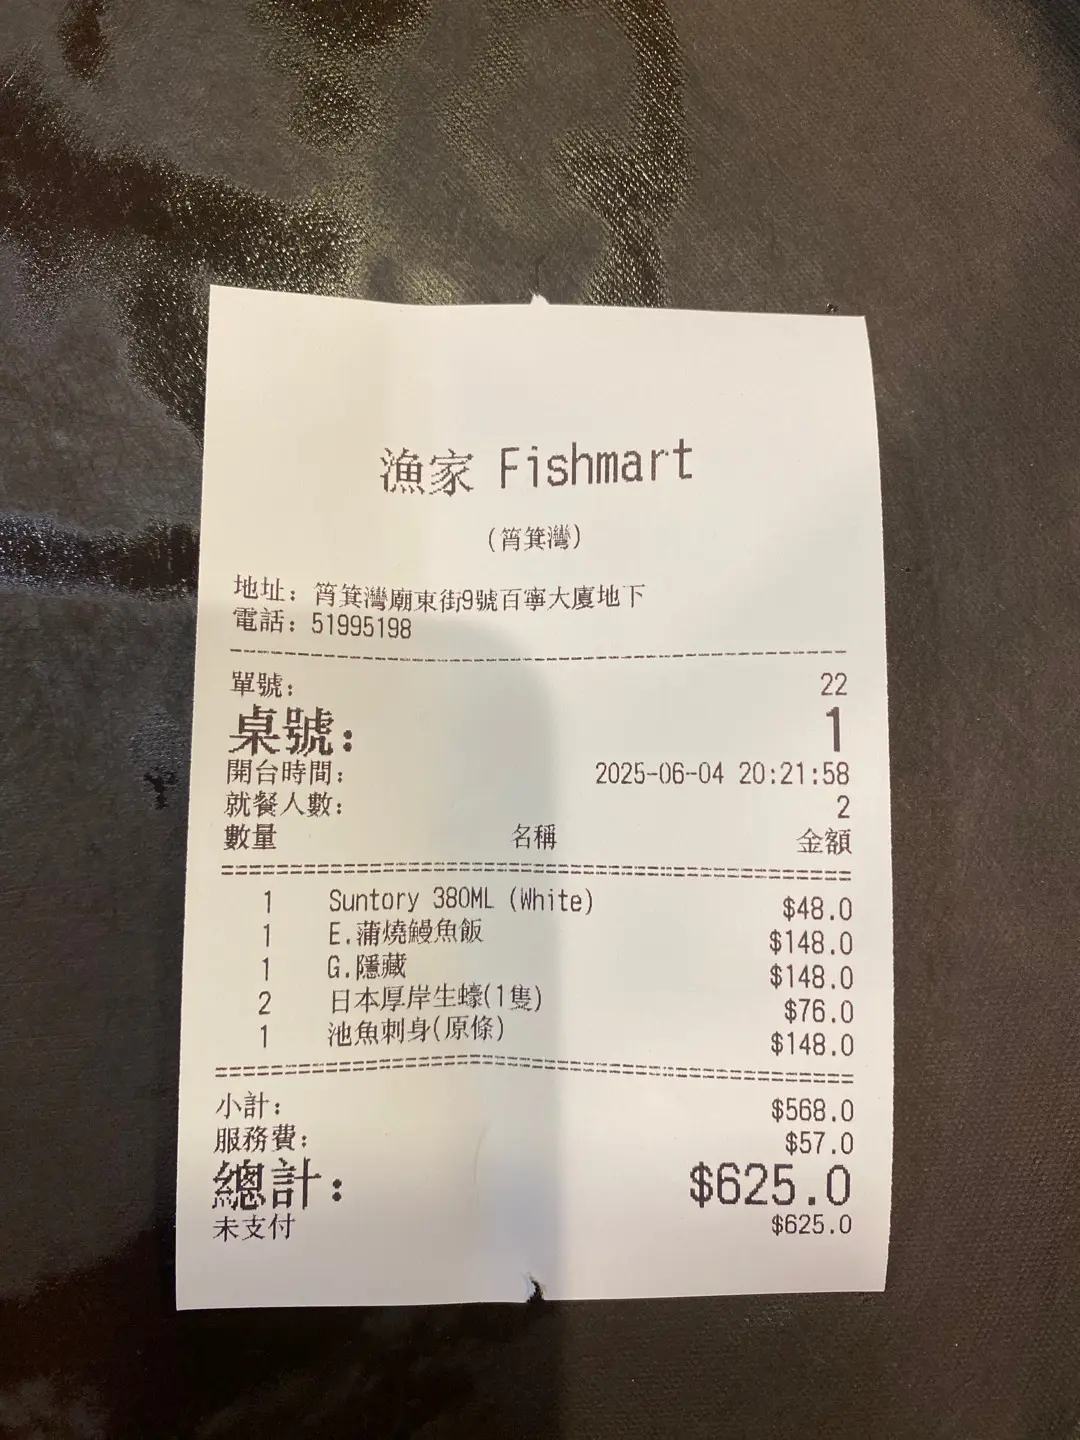 漁家 Fishmart
(筲箕灣)
地址: 筲箕灣廟東街9號百寧大廈地下
電話: 51995198
單號: 22
桌號: 1
開台時間: 2025-06-04 20:21:58
就餐人數: 2
數量 名稱 金額
1 Suntory 380ML (White) $48.0
1 E.蒲燒鰻魚飯 $148.0
1 G.隱藏 $148.0
2 日本厚岸生蠔(1隻) $76.0
1 池魚刺身(原條) $148.0
小計: $568.0
服務費: $57.0
總計: $625.0
未支付 $625.0